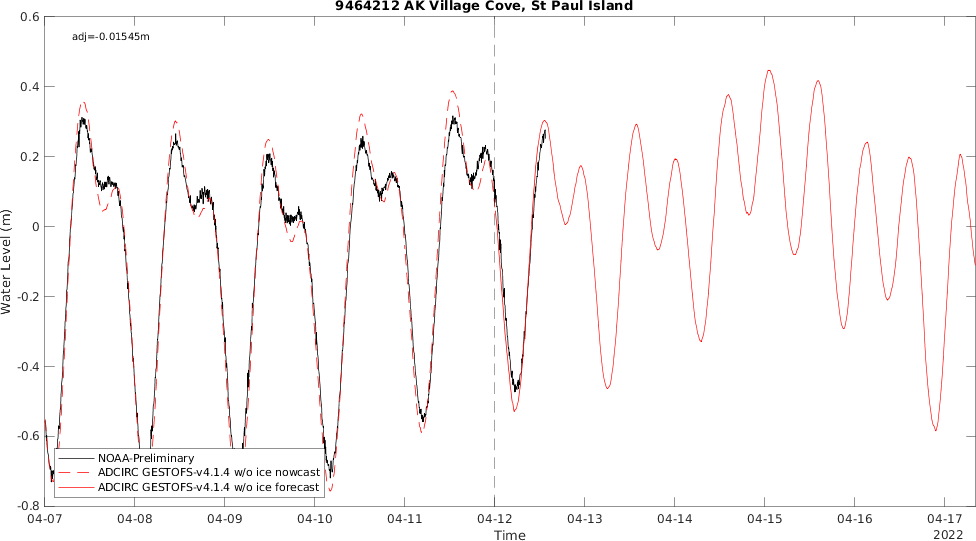 9464212 AK Village Cove, St Paul Island
adj=-0.01545m
0.6
0.4
0.2
0
-0.2
-0.4
-0.6
-0.8
Water Level (m)
NOAA-Preliminary
ADCIRC GESTOFS-v4.1.4 w/o ice nowcast
ADCIRC GESTOFS-v4.1.4 w/o ice forecast
04-07 04-08 04-09 04-10 04-11 04-12 04-13 04-14 04-15 04-16 04-17
Time
2022